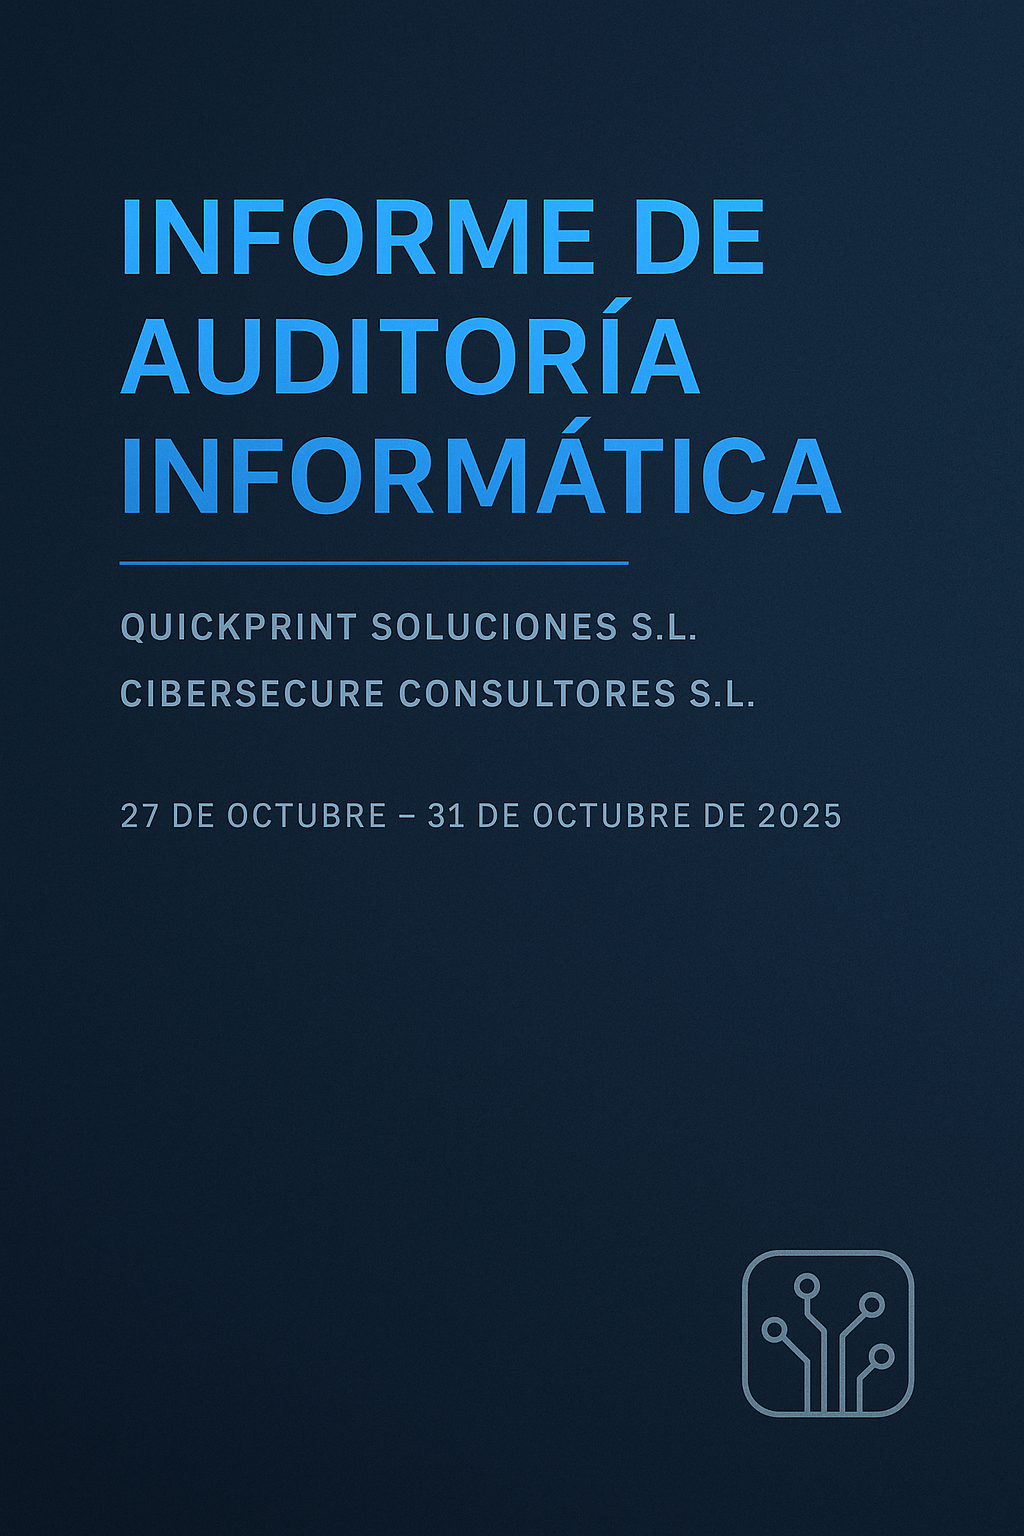 INFORME DE
AUDITORÍA
INFORMÁTICA
QUICKPRINT SOLUCIONES S.L.
CIBERSECURE CONSULTORES S.L.
27 DE OCTUBRE – 31 DE OCTUBRE DE 2025